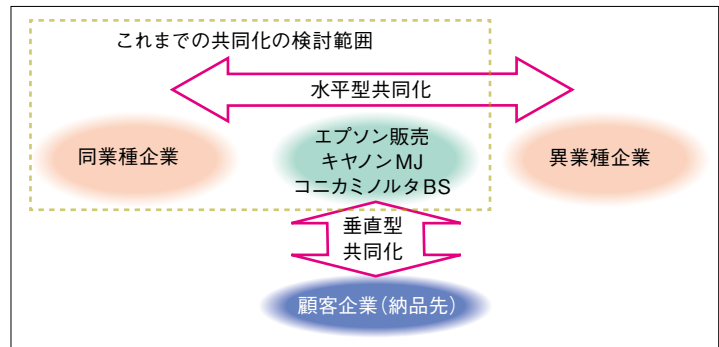 これまでの共同化の検討範囲
水平型共同化
同業種企業
エプソン販売
キヤノンMJ
コニカミノルタBS
異業種企業
垂直型
共同化
顧客企業(納品先)